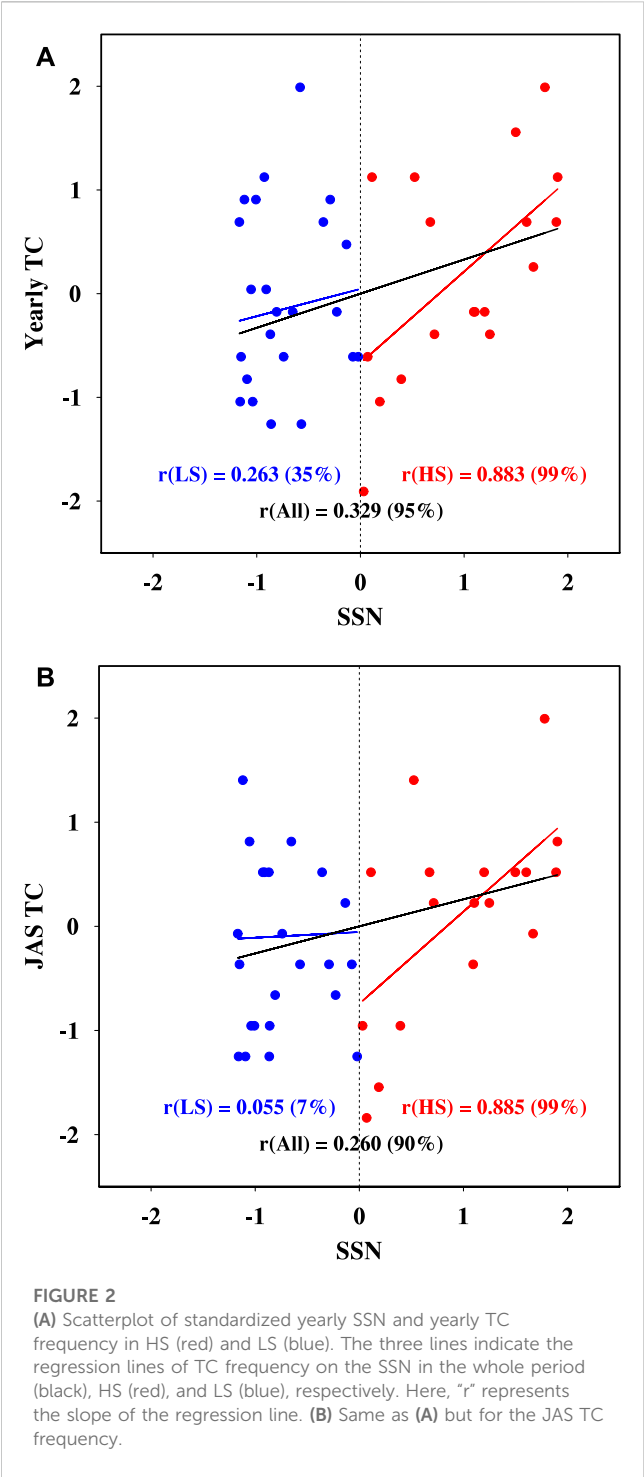 A
2
1
0
-1
-2
Yearly TC
r(LS) = 0.263 (35%)
r(HS) = 0.883 (99%)
r(All) = 0.329 (95%)
-2 -1 0 1 2
SSN
B
2
1
0
-1
-2
JAS TC
r(LS) = 0.055 (7%)
r(HS) = 0.885 (99%)
r(All) = 0.260 (90%)
-2 -1 0 1 2
SSN
FIGURE 2
(A) Scatterplot of standardized yearly SSN and yearly TC
frequency in HS (red) and LS (blue). The three lines indicate the
regression lines of TC frequency on the SSN in the whole period
(black), HS (red), and LS (blue), respectively. Here, “r” represents
the slope of the regression line. (B) Same as (A) but for the JAS TC
frequency.